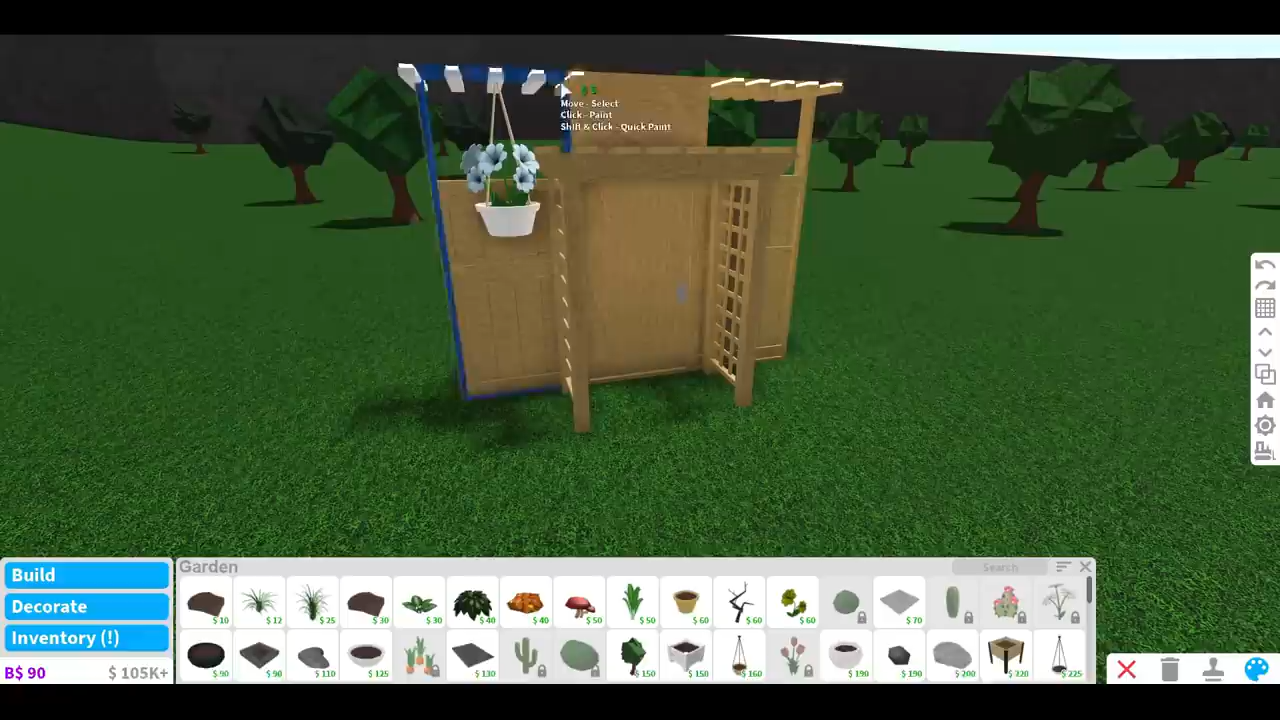 $ 5
Move - Select
Click - Paint
Shift & Click - Quick Paint
Build
Decorate
Inventory (!)
B$ 90
$ 105K+
Garden
Search
$ 10
$ 12
$ 25
$ 30
$ 30
$ 40
$ 40
$ 50
$ 50
$ 60
$ 60
$ 60
$ 70
$ 90
$ 90
$ 110
$ 125
$ 130
$ 150
$ 150
$ 160
$ 190
$ 190
$ 200
$ 220
$ 225